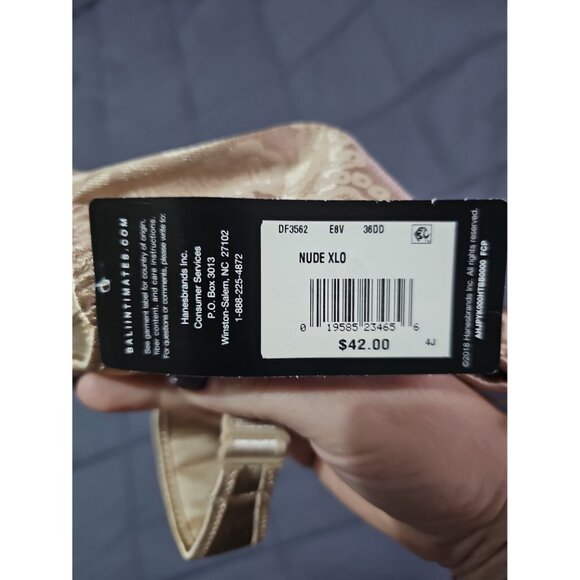 BALIINTIMATES.COM
See garment label for country of origin,
fiber content, and care instructions.
For questions or comments, please write to:
Hanesbrands Inc.
Consumer Services
P.O. Box 3013
Winston-Salem, NC 27102
1-888-225-4872
DF3562 E8V 36DD
NUDE XLO
0 19585 23465 6
$42.00 4J
©2018 Hanesbrands Inc. All rights reserved.
AHJPYK000HTBB0000 FCP